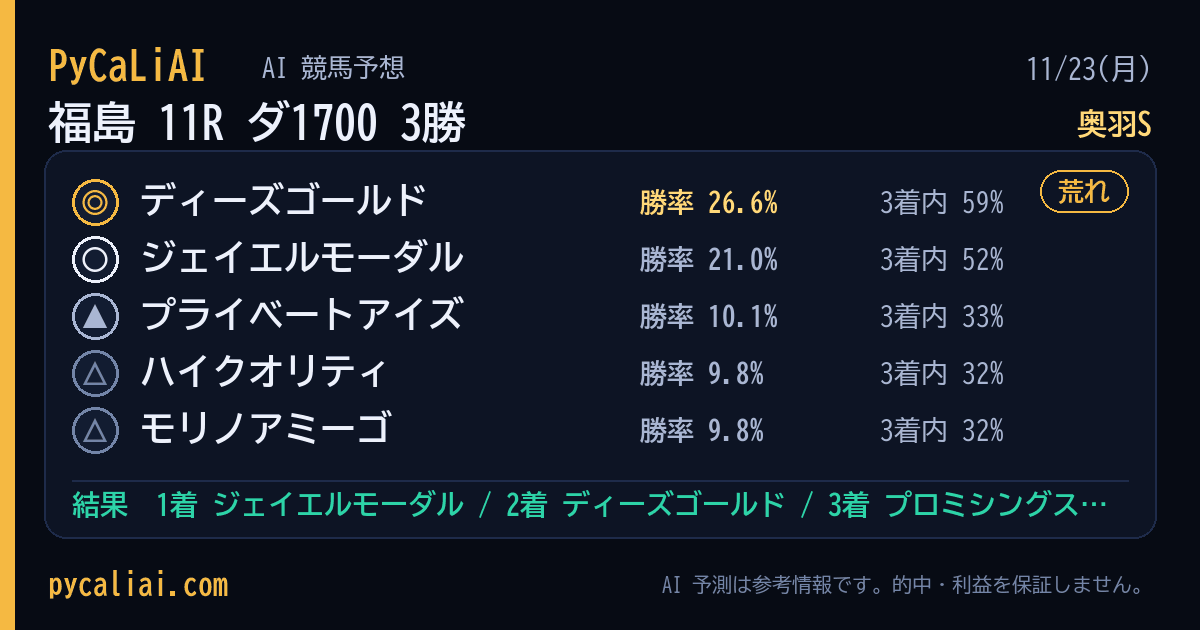 PyCaLiAI AI 競馬予想 11/23(月)
福島 11R ダ1700 3勝 奥羽S
◎ ディーズゴールド 勝率 26.6% 3着内 59% 荒れ
○ ジェイエルモーダル 勝率 21.0% 3着内 52%
▲ プライベートアイズ 勝率 10.1% 3着内 33%
△ ハイクオリティ 勝率 9.8% 3着内 32%
△ モリノアミーゴ 勝率 9.8% 3着内 32%
結果 1着 ジェイエルモーダル / 2着 ディーズゴールド / 3着 プロミシングス…
pycaliai.com AI 予測は参考情報です。的中・利益を保証しません。